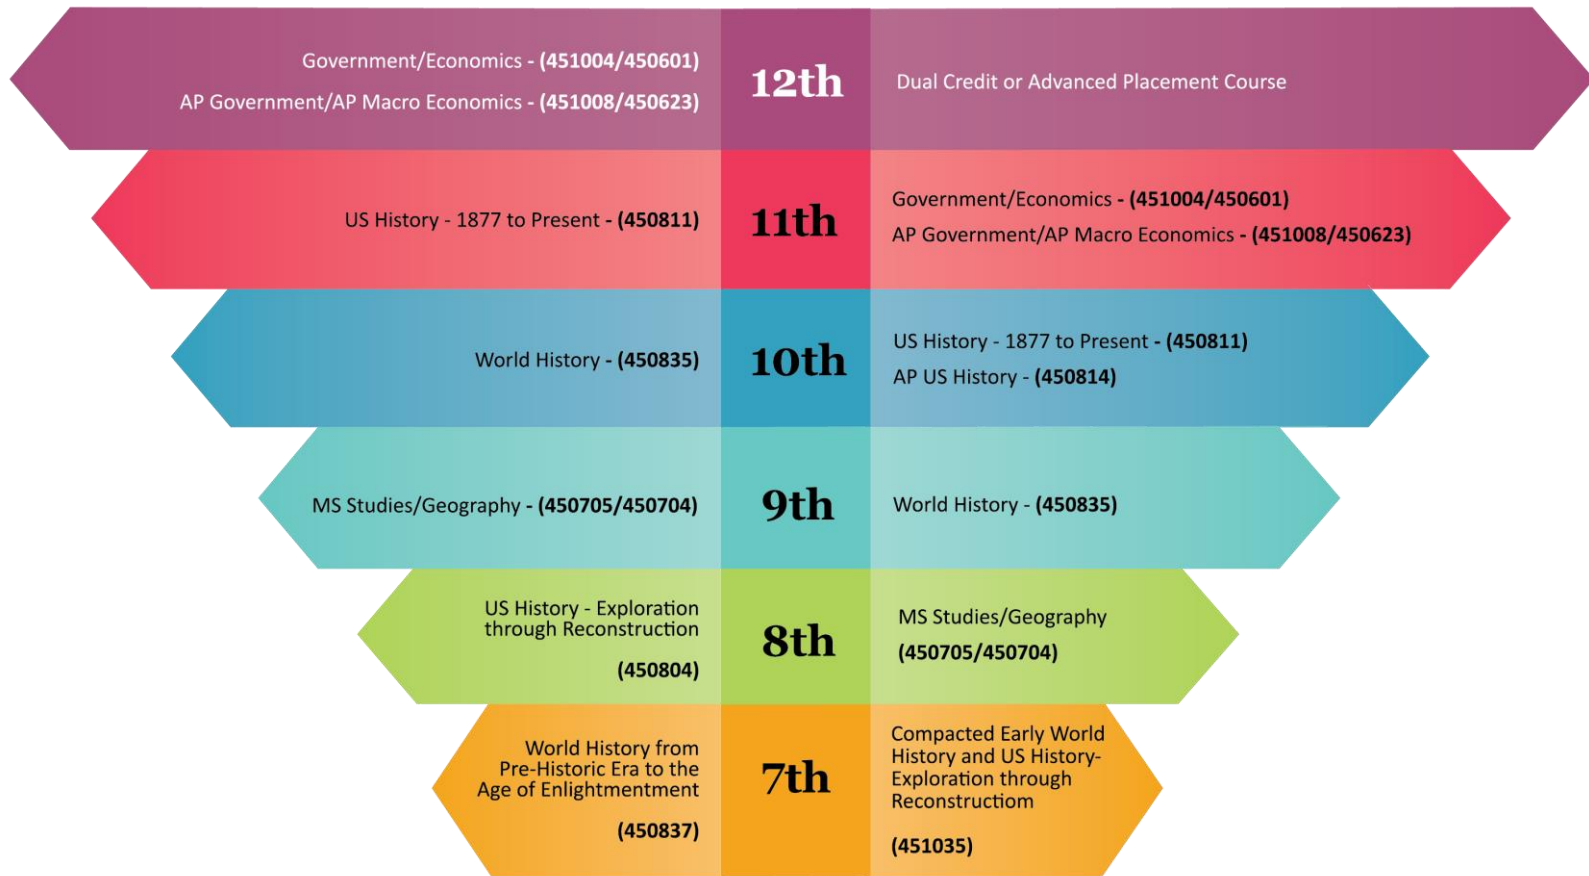 Government/Economics - (451004/450601)
AP Government/AP Macro Economics - (451008/450623)
12th
Dual Credit or Advanced Placement Course
US History - 1877 to Present - (450811)
11th
Government/Economics - (451004/450601)
AP Government/AP Macro Economics - (451008/450623)
World History - (450835)
10th
US History - 1877 to Present - (450811)
AP US History - (450814)
MS Studies/Geography - (450705/450704)
9th
World History - (450835)
US History - Exploration
through Reconstruction
(450804)
8th
MS Studies/Geography
(450705/450704)
World History from
Pre-Historic Era to the
Age of Enlightmentment
(450837)
7th
Compacted Early World
History and US History-
Exploration through
Reconstructiom
(451035)